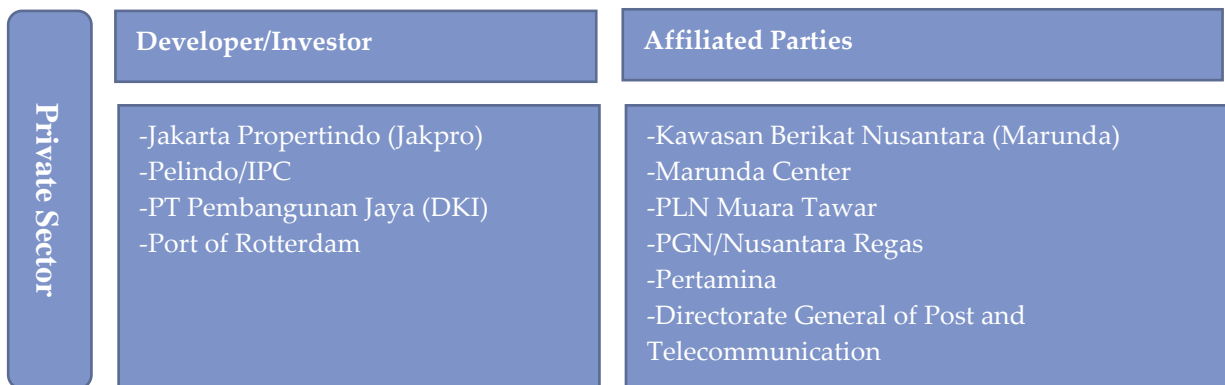 Private Sector
Developer/Investor
-Jakarta Propertindo (Jakpro)
-Pelindo/IPC
-PT Pembangunan Jaya (DKI)
-Port of Rotterdam
Affiliated Parties
-Kawasan Berikat Nusantara (Marunda)
-Marunda Center
-PLN Muara Tawar
-PGN/Nusantara Regas
-Pertamina
-Directorate General of Post and
Telecommunication